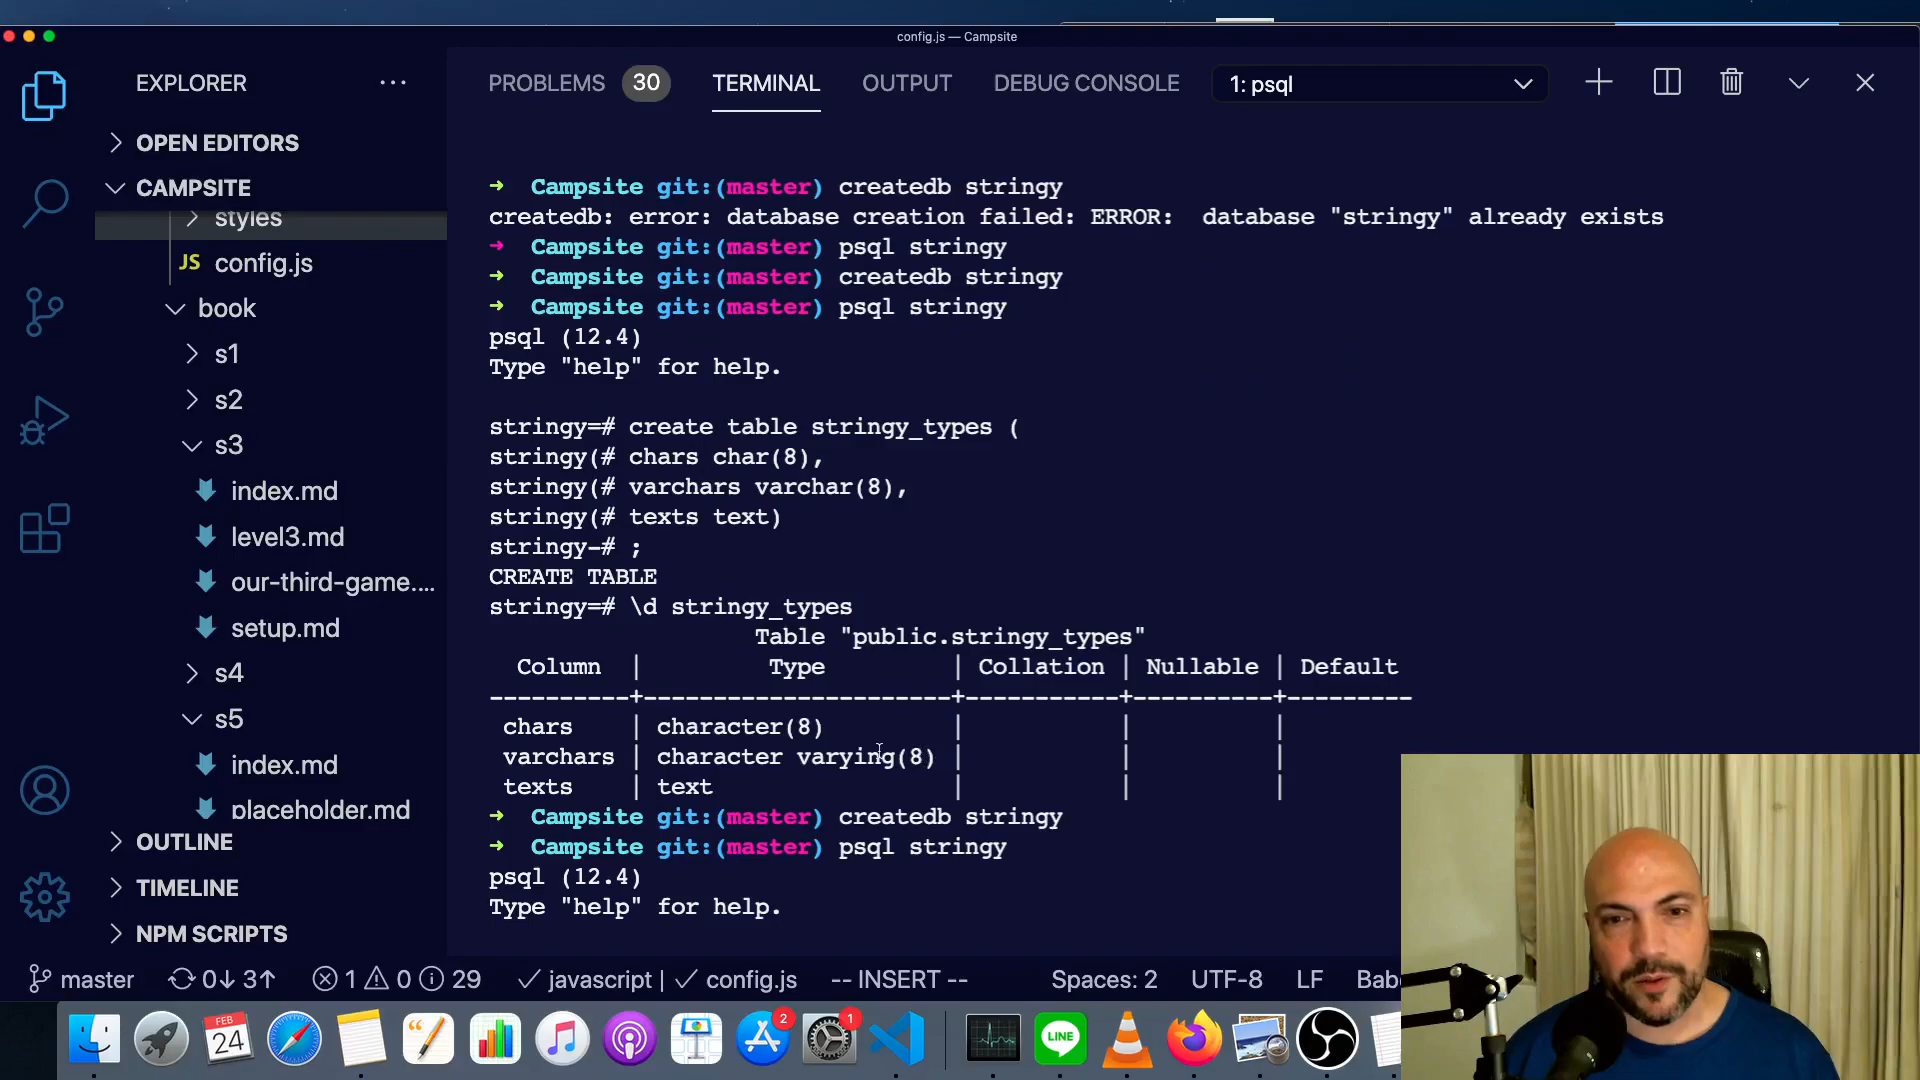 config.js — Campsite
EXPLORER
PROBLEMS 30 TERMINAL OUTPUT DEBUG CONSOLE 1: psql
OPEN EDITORS
CAMPSITE
styles
JS config.js
book
s1
s2
s3
index.md
level3.md
our-third-game....
setup.md
s4
s5
index.md
placeholder.md
OUTLINE
TIMELINE
NPM SCRIPTS
➜ Campsite git:(master) createdb stringy
createdb: error: database creation failed: ERROR:  database "stringy" already exists
➜ Campsite git:(master) psql stringy
➜ Campsite git:(master) createdb stringy
➜ Campsite git:(master) psql stringy
psql (12.4)
Type "help" for help.
stringy=# create table stringy_types (
stringy(# chars char(8),
stringy(# varchars varchar(8),
stringy(# texts text)
stringy-# ;
CREATE TABLE
stringy=# \d stringy_types
Table "public.stringy_types"
Column | Type | Collation | Nullable | Default
----------+----------------------+-----------+----------+---------
chars | character(8) | | |
varchars | character varying(8) | | |
texts | text | | |
➜ Campsite git:(master) createdb stringy
➜ Campsite git:(master) psql stringy
psql (12.4)
Type "help" for help.
master 0↓ 3↑ 1 0 29 ✓ javascript | ✓ config.js -- INSERT -- Spaces: 2 UTF-8 LF Bab
FEB
24
2
1
LINE